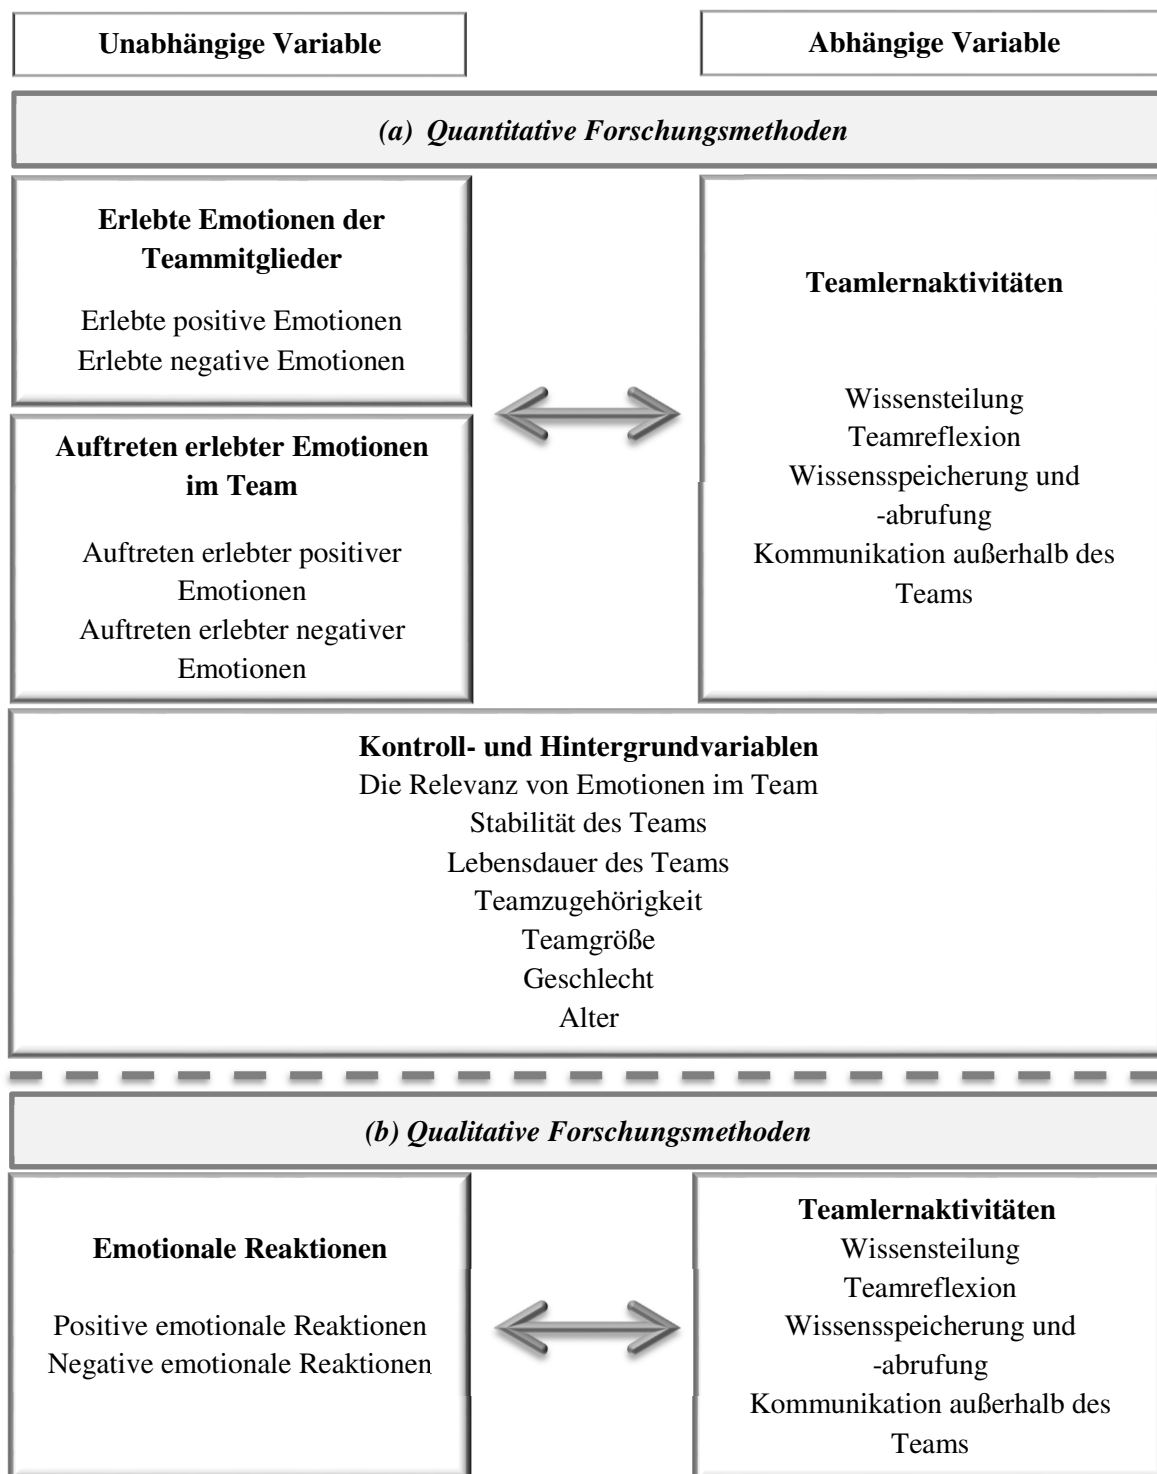 Unabhängige Variable
Abhängige Variable
(a) Quantitative Forschungsmethoden
Erlebte Emotionen der
Teammitglieder
Erlebte positive Emotionen
Erlebte negative Emotionen
Auftreten erlebter Emotionen
im Team
Auftreten erlebter positiver
Emotionen
Auftreten erlebter negativer
Emotionen
Teamlernaktivitäten
Wissensteilung
Teamreflexion
Wissensspeicherung und
-abrufung
Kommunikation außerhalb des
Teams
Kontroll- und Hintergrundvariablen
Die Relevanz von Emotionen im Team
Stabilität des Teams
Lebensdauer des Teams
Teamzugehörigkeit
Teamgröße
Geschlecht
Alter
(b) Qualitative Forschungsmethoden
Emotionale Reaktionen
Positive emotionale Reaktionen
Negative emotionale Reaktionen
Teamlernaktivitäten
Wissensteilung
Teamreflexion
Wissensspeicherung und
-abrufung
Kommunikation außerhalb des
Teams